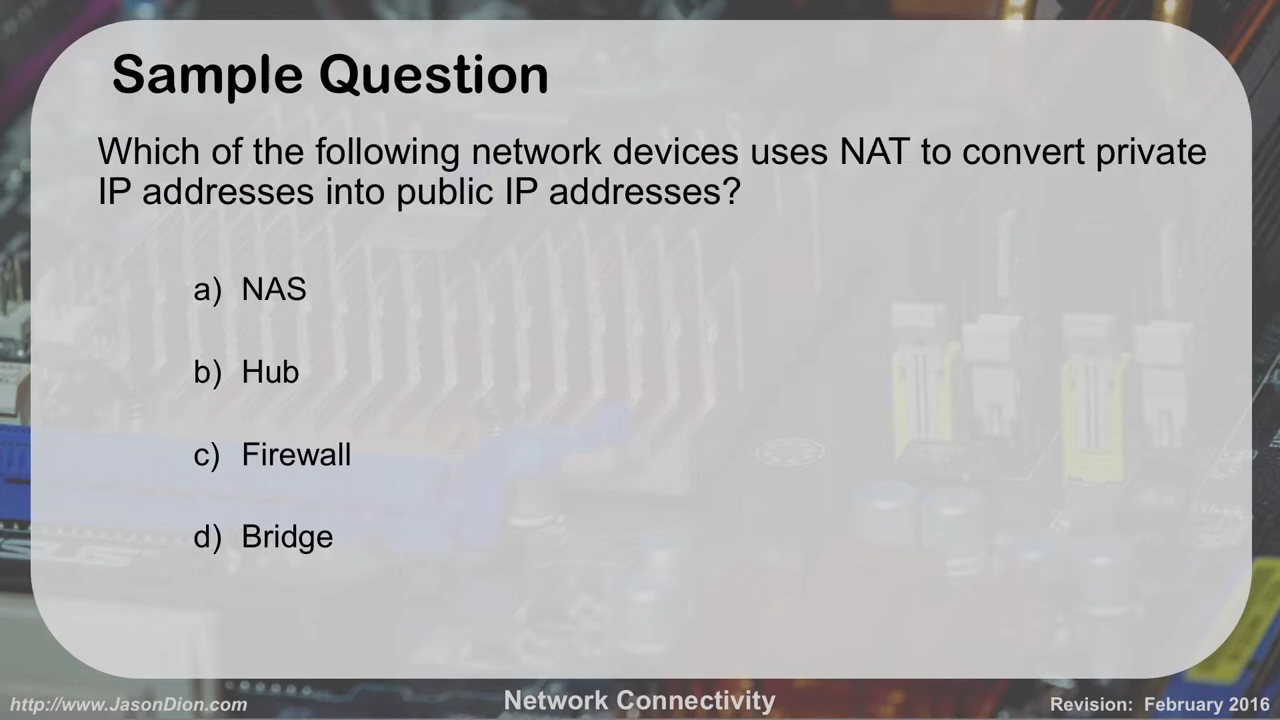 Sample Question
Which of the following network devices uses NAT to convert private
IP addresses into public IP addresses?
a) NAS
b) Hub
c) Firewall
d) Bridge
http://www.JasonDion.com
Network Connectivity
Revision: February 2016